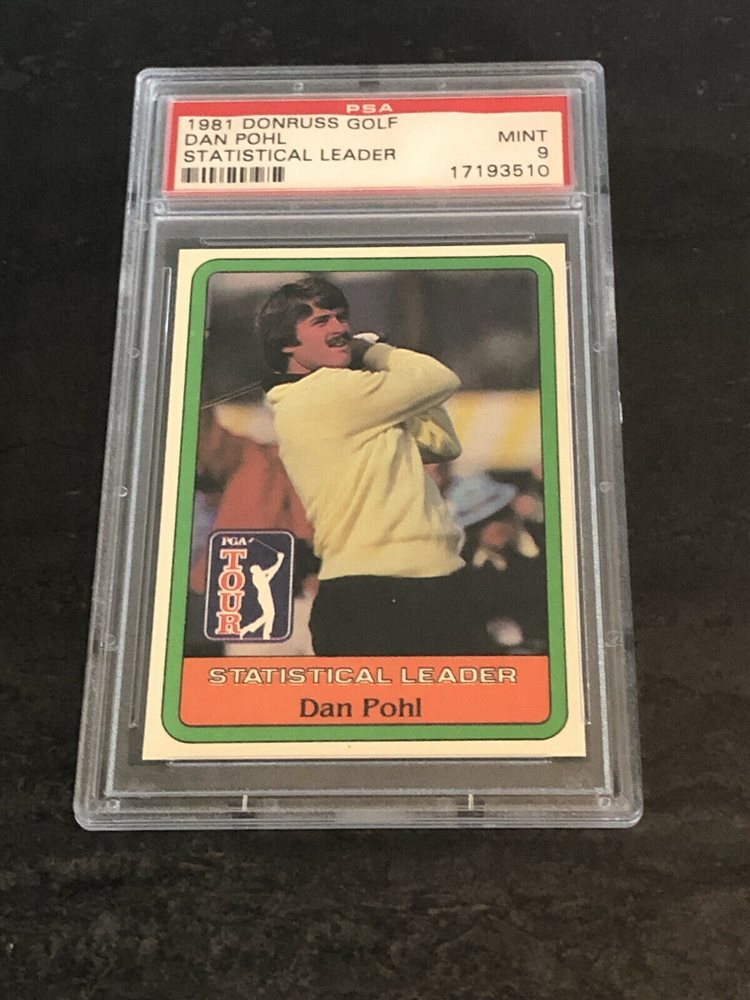 PSA
1981 DONRUSS GOLF
DAN POHL MINT
STATISTICAL LEADER 9
17193510
PGA
TOUR
STATISTICAL LEADER
Dan Pohl